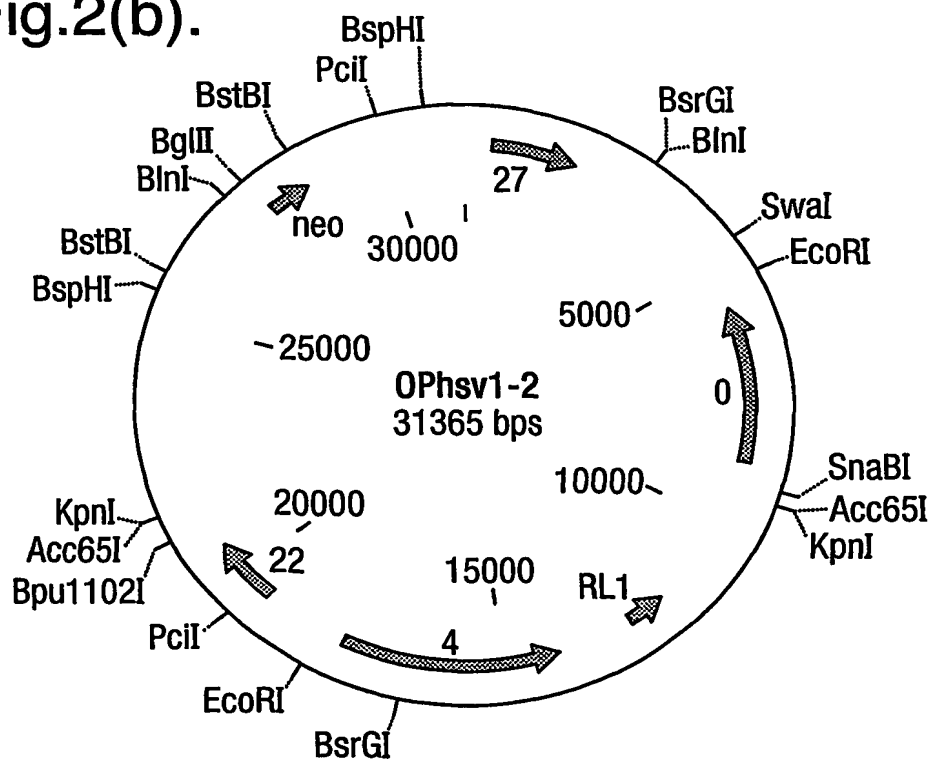 Fig.2(b).
BspHI
PciI
BstBI
BglII
BlnI
BstBI
BspHI
BsrGI
BlnI
SwaI
EcoRI
27
neo
30000
5000
25000
OPhsv1-2
31365 bps
0
10000
SnaBI
Acc65I
KpnI
20000
22
15000
RL1
4
KpnI
Acc65I
Bpu1102I
PciI
EcoRI
BsrGI